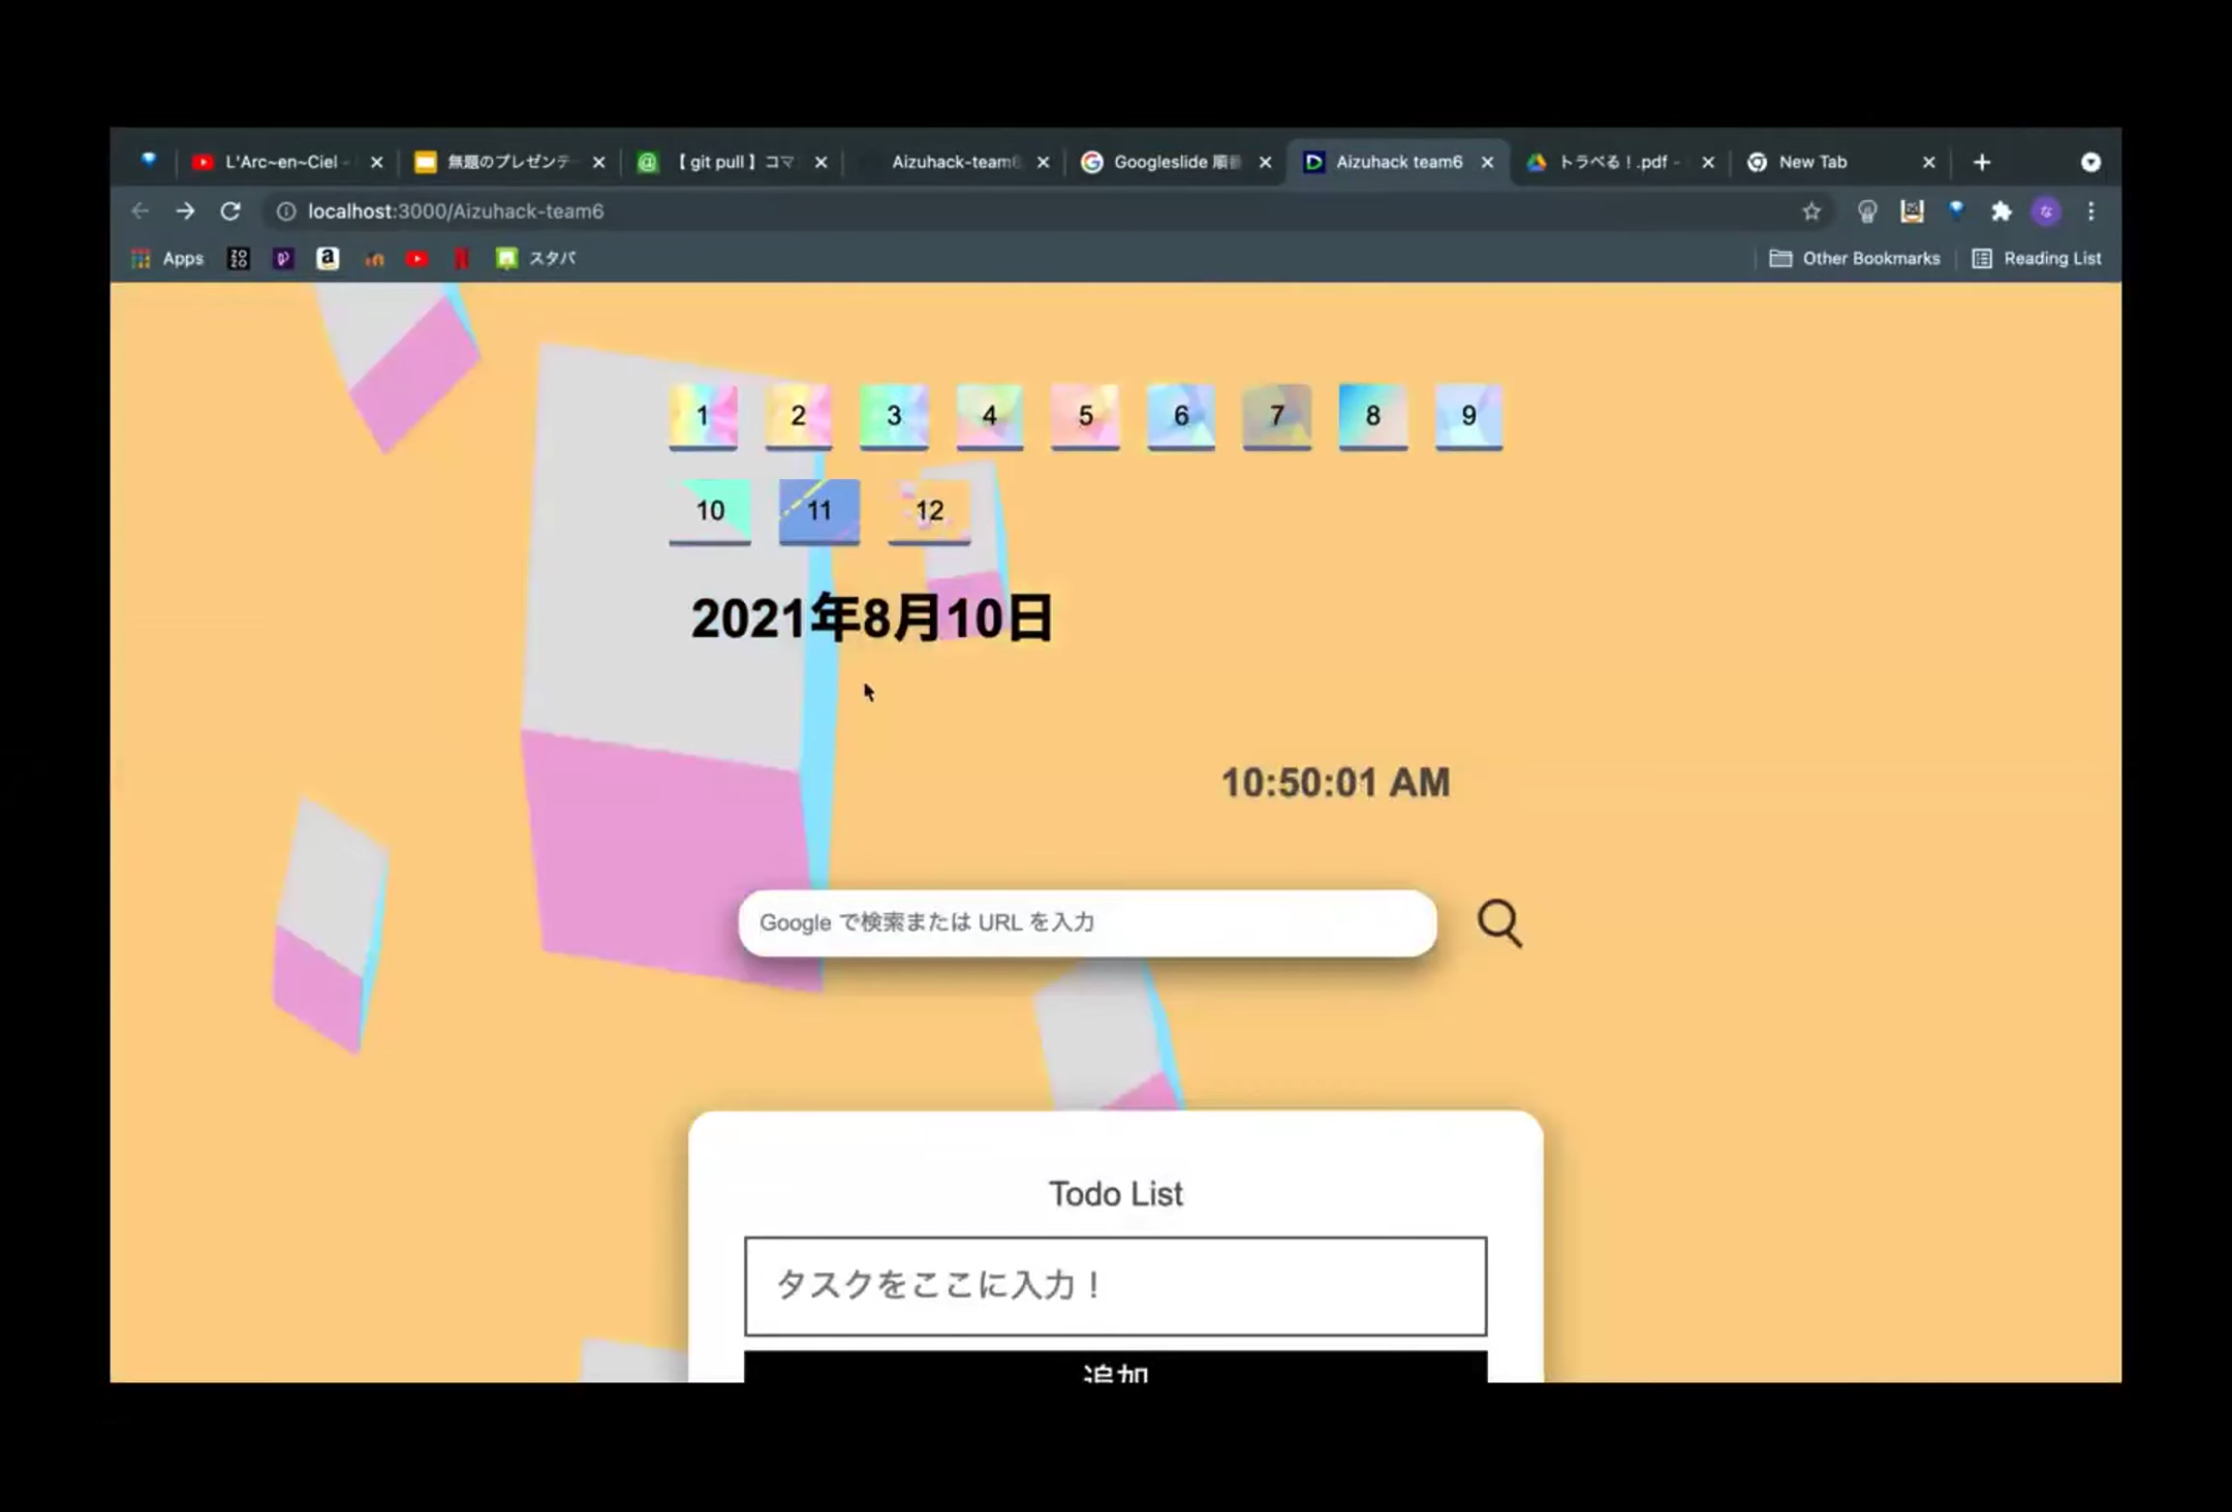 L'Arc~en~Ciel -
無題のプレゼンテ
【 git pull 】コマ
Aizuhack-team6
Googleslide 順番
Aizuhack team6
トラベる！.pdf -
New Tab
localhost:3000/Aizuhack-team6
な
Apps
ZOZO
スタバ
Other Bookmarks
Reading List
1 2 3 4 5 6 7 8 9
10 11 12
2021年8月10日
10:50:01 AM
Google で検索または URL を入力
Todo List
タスクをここに入力！
追加